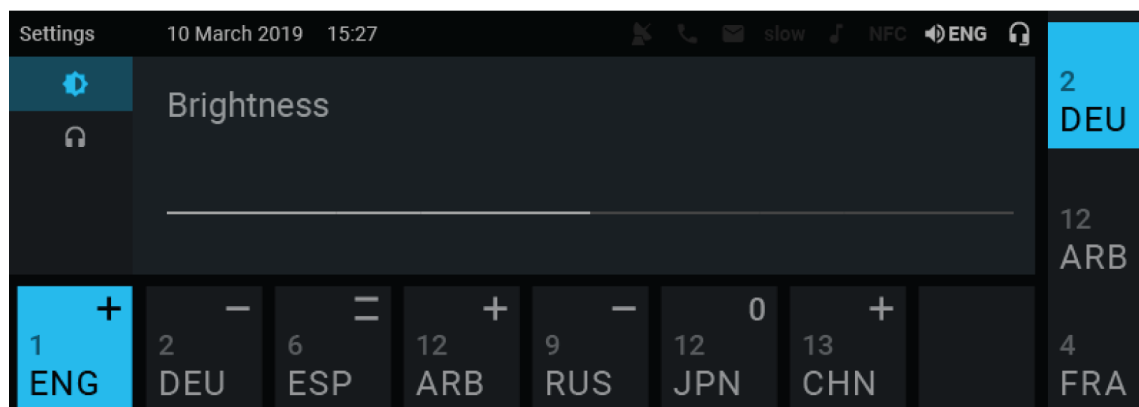 Settings 10 March 2019 15:27 slow NFC ENG
Brightness
2
DEU
12
ARB
4
FRA
+ − = + − 0 +
1 2 6 12 9 12 13
ENG DEU ESP ARB RUS JPN CHN